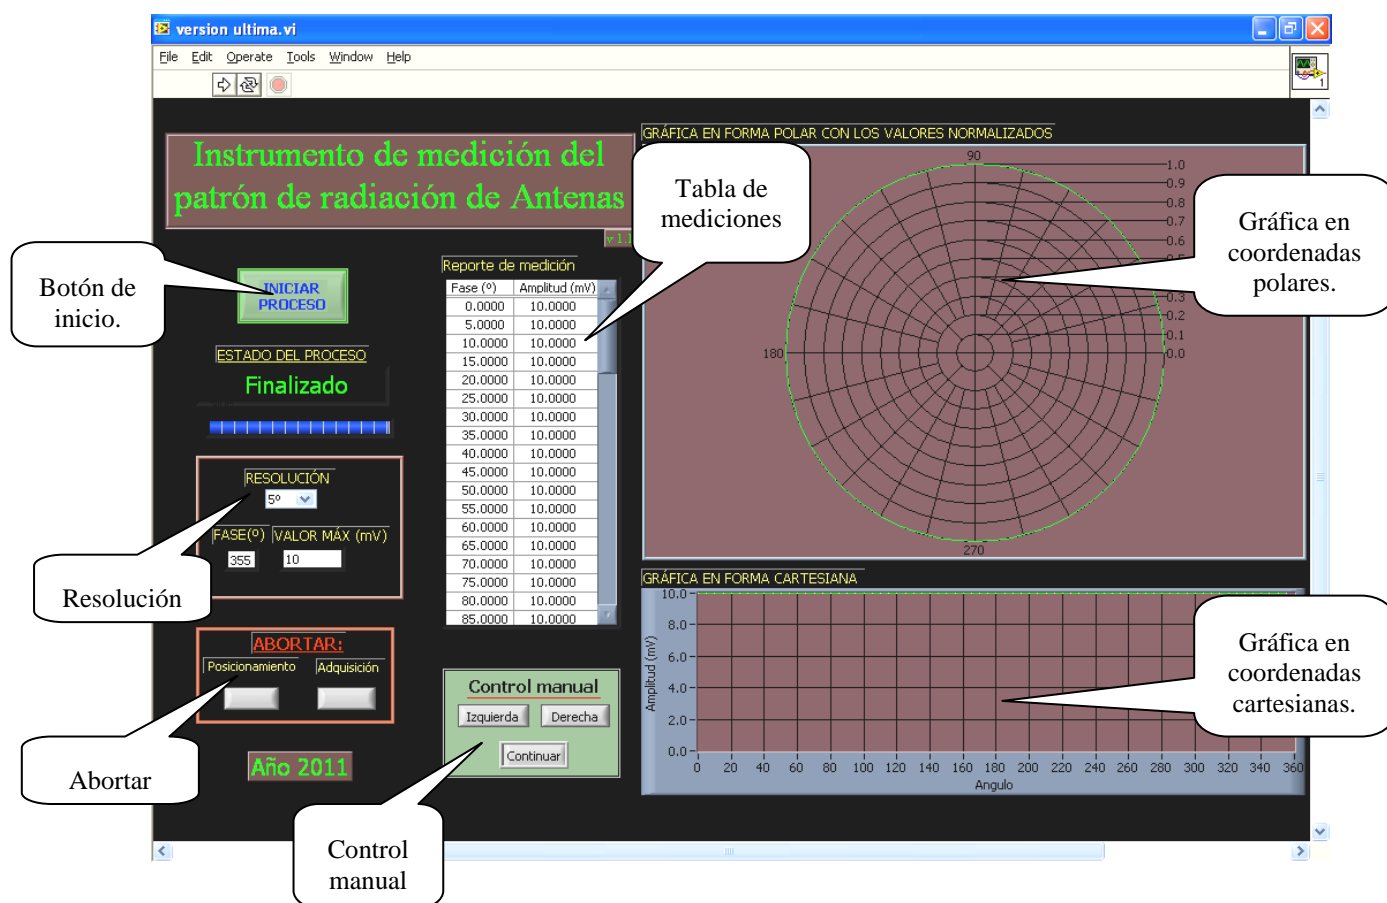 version ultima.vi
File Edit Operate Tools Window Help
1
Instrumento de medición del
patrón de radiación de Antenas
v 1.1
Botón de
inicio.
INICIAR
PROCESO
ESTADO DEL PROCESO
Finalizado
RESOLUCIÓN
5º
FASE(º) VALOR MÁX (mV)
355 10
Resolución
ABORTAR:
Posicionamiento Adquisición
Abortar
Año 2011
Tabla de
mediciones
Reporte de medición
Fase (º) Amplitud (mV)
0.0000 10.0000
5.0000 10.0000
10.0000 10.0000
15.0000 10.0000
20.0000 10.0000
25.0000 10.0000
30.0000 10.0000
35.0000 10.0000
40.0000 10.0000
45.0000 10.0000
50.0000 10.0000
55.0000 10.0000
60.0000 10.0000
65.0000 10.0000
70.0000 10.0000
75.0000 10.0000
80.0000 10.0000
85.0000 10.0000
Control manual
Izquierda Derecha
Continuar
Control
manual
GRÁFICA EN FORMA POLAR CON LOS VALORES NORMALIZADOS
90
180
270
1.0
0.9
0.8
0.7
0.6
0.5
0.3
0.2
0.1
0.0
Gráfica en
coordenadas
polares.
GRÁFICA EN FORMA CARTESIANA
Amplitud (mV)
10.0
8.0
6.0
4.0
2.0
0.0
0 20 40 60 80 100 120 140 160 180 200 220 240 260 280 300 320 340 360
Angulo
Gráfica en
coordenadas
cartesianas.